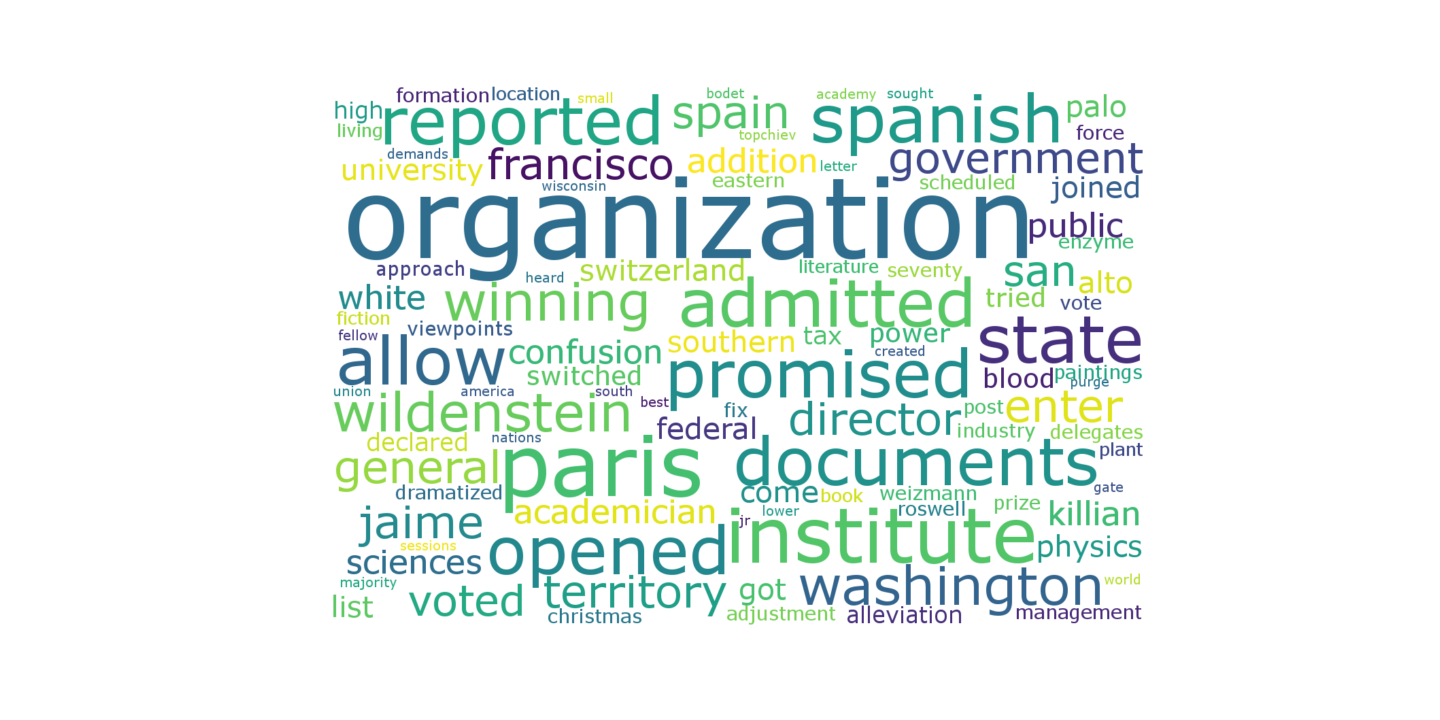 formation location small bodet academy sought
high reported spain spanish palo
living topchiev force
demands university francisco addition letter government
wisconsin eastern scheduled joined
organization public
enzyme
approach heard switzerland literature seventy san alto
white winning admitted tried vote
fiction viewpoints
fellow allow confusion southern tax power created state
switched promised blood paintings
union america south best purge
wildenstein fix director post enter
federal industry delegates
declared nations plant
general paris documents
dramatized come book weizmann gate
jaime academician lower jr roswell prize killian
sessions institute physics
sciences opened
majority territory got washington world
list voted christmas adjustment alleviation management